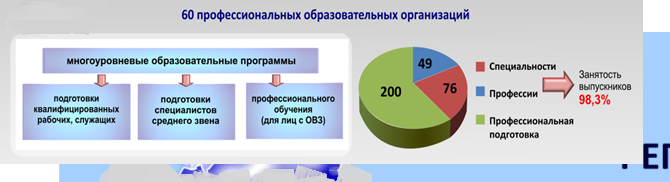 60 профессиональных образовательных организаций
многоуровневые образовательные программы
подготовки
квалифицированных
рабочих, служащих
подготовки
специалистов
среднего звена
профессионального
обучения
(для лиц с ОВЗ)
49
76
200
Специальности
Профессии
Профессиональная
подготовка
Занятость
выпускников
98,3%